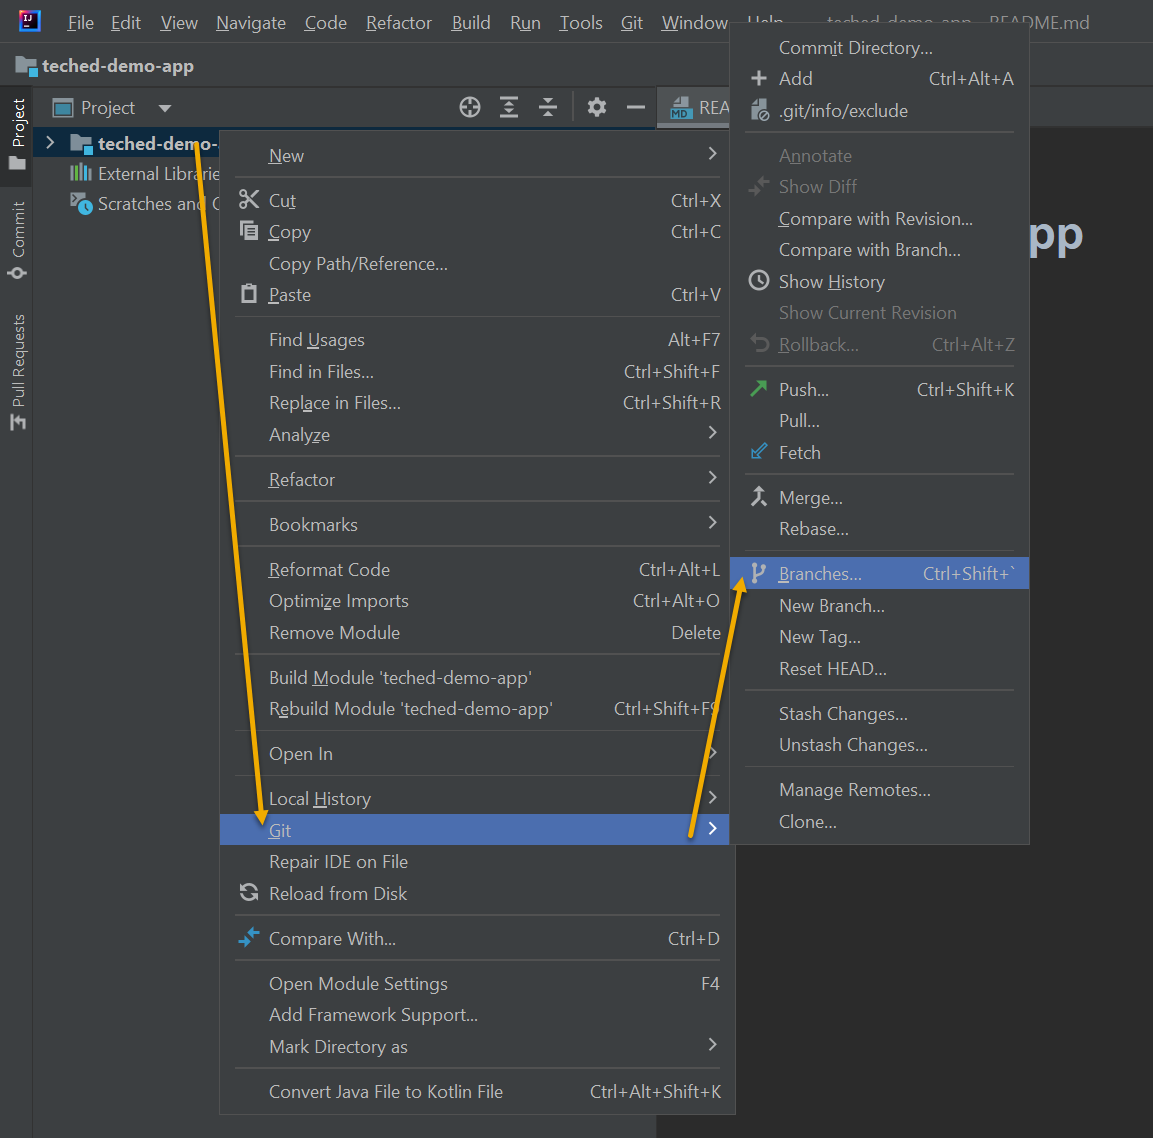 IJ
File Edit View Navigate Code Refactor Build Run Tools Git Window Help teched-demo-app README.md
teched-demo-app
Project
REA
MD
Project
Commit
Pull Requests
teched-demo-
External Librarie
Scratches and C
pp
New
Cut Ctrl+X
Copy Ctrl+C
Copy Path/Reference...
Paste Ctrl+V
Find Usages Alt+F7
Find in Files... Ctrl+Shift+F
Replace in Files... Ctrl+Shift+R
Analyze
Refactor
Bookmarks
Reformat Code Ctrl+Alt+L
Optimize Imports Ctrl+Alt+O
Remove Module Delete
Build Module 'teched-demo-app'
Rebuild Module 'teched-demo-app' Ctrl+Shift+F9
Open In
Local History
Git
Repair IDE on File
Reload from Disk
Compare With... Ctrl+D
Open Module Settings F4
Add Framework Support...
Mark Directory as
Convert Java File to Kotlin File Ctrl+Alt+Shift+K
Commit Directory...
Add Ctrl+Alt+A
.git/info/exclude
Annotate
Show Diff
Compare with Revision...
Compare with Branch...
Show History
Show Current Revision
Rollback... Ctrl+Alt+Z
Push... Ctrl+Shift+K
Pull...
Fetch
Merge...
Rebase...
Branches... Ctrl+Shift+`
New Branch...
New Tag...
Reset HEAD...
Stash Changes...
Unstash Changes...
Manage Remotes...
Clone...